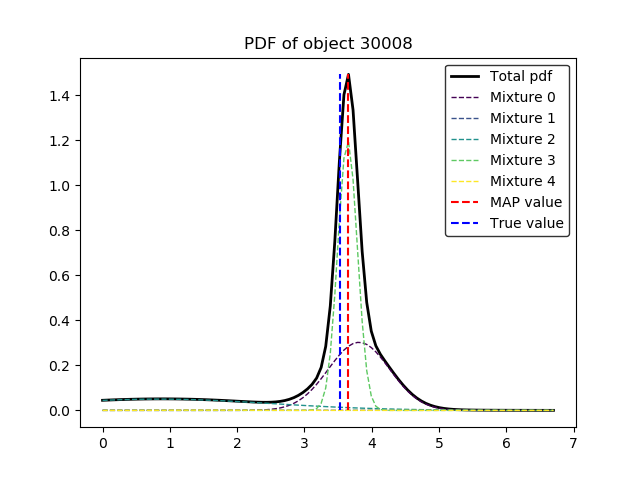 PDF of object 30008
Total pdf
Mixture 0
Mixture 1
Mixture 2
Mixture 3
Mixture 4
MAP value
True value
1.4
1.2
1.0
0.8
0.6
0.4
0.2
0.0
0 1 2 3 4 5 6 7